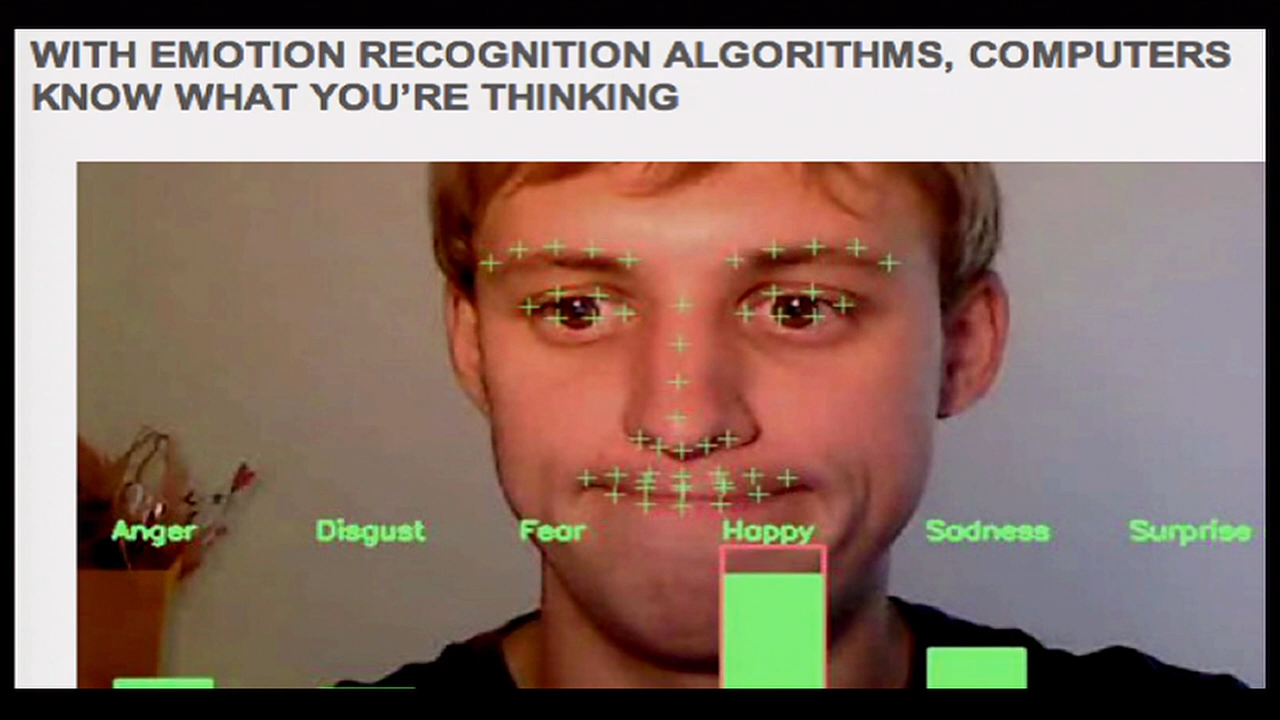 WITH EMOTION RECOGNITION ALGORITHMS, COMPUTERS
KNOW WHAT YOU'RE THINKING
Anger Disgust Fear Happy Sadness Surprise